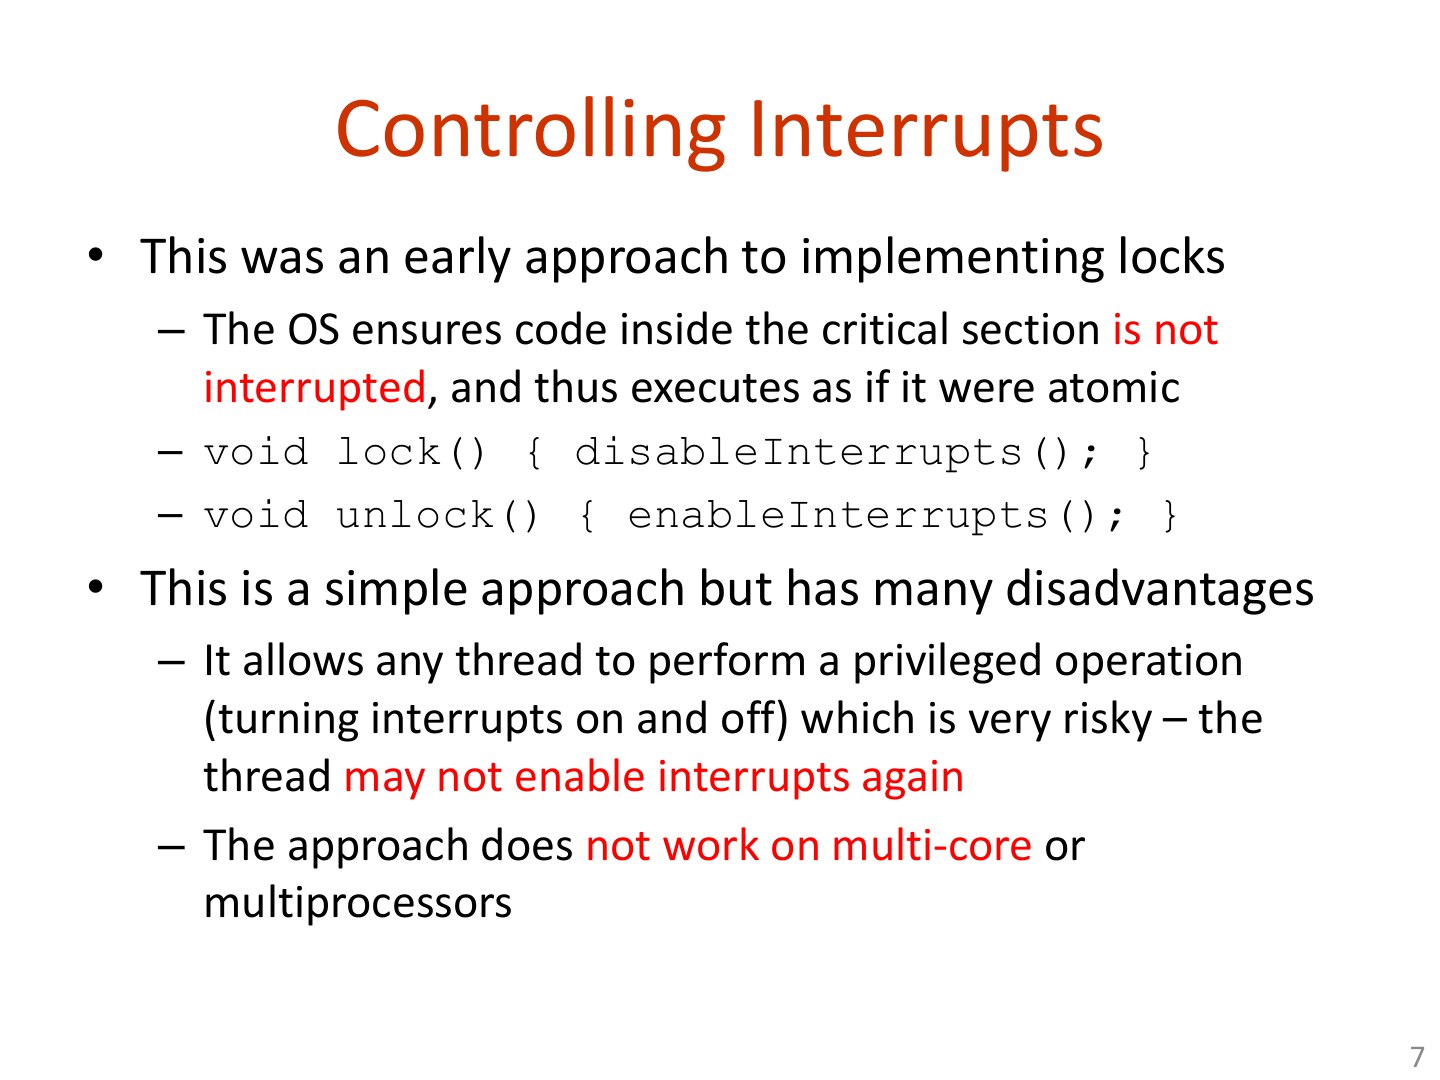 Controlling Interrupts
• This was an early approach to implementing locks
– The OS ensures code inside the critical section is not
interrupted, and thus executes as if it were atomic
– void lock() { disableInterrupts(); }
– void unlock() { enableInterrupts(); }
• This is a simple approach but has many disadvantages
– It allows any thread to perform a privileged operation
(turning interrupts on and off) which is very risky – the
thread may not enable interrupts again
– The approach does not work on multi-core or
multiprocessors
7